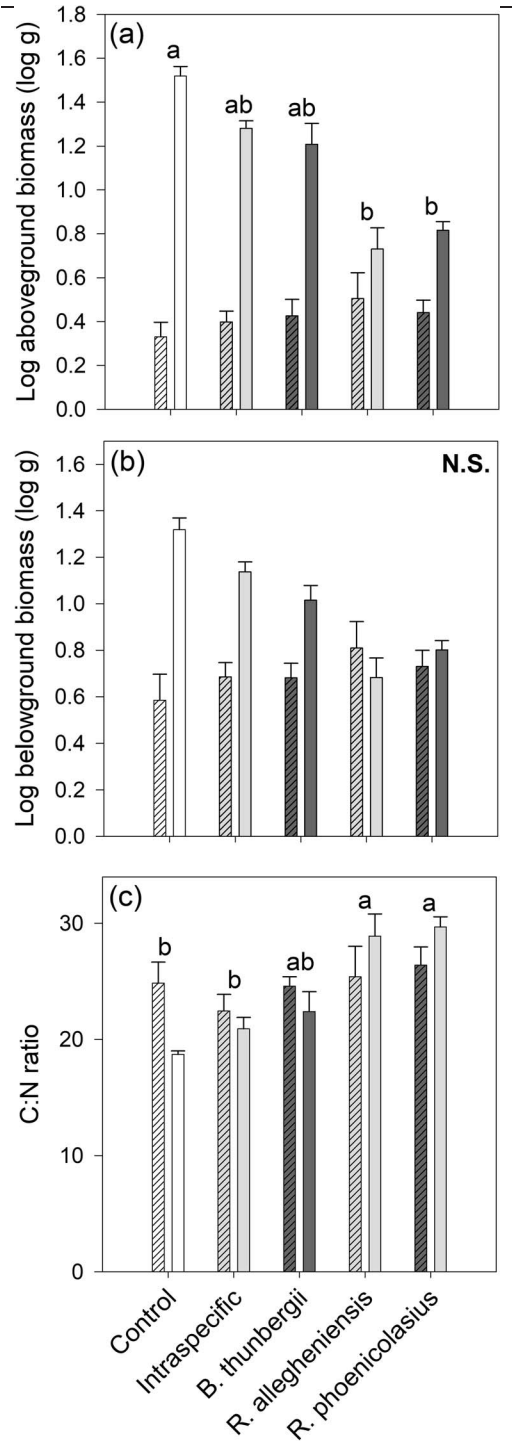 (a)
Log aboveground biomass (log g)
1.8
1.6
1.4
1.2
1.0
0.8
0.6
0.4
0.2
0.0
a
ab
ab
b
b
(b)
N.S.
Log belowground biomass (log g)
1.6
1.4
1.2
1.0
0.8
0.6
0.4
0.2
0.0
(c)
C:N ratio
30
20
10
0
b
b
ab
a
a
Control
Intraspecific
B. thunbergii
R. allegheniensis
R. phoenicolasius